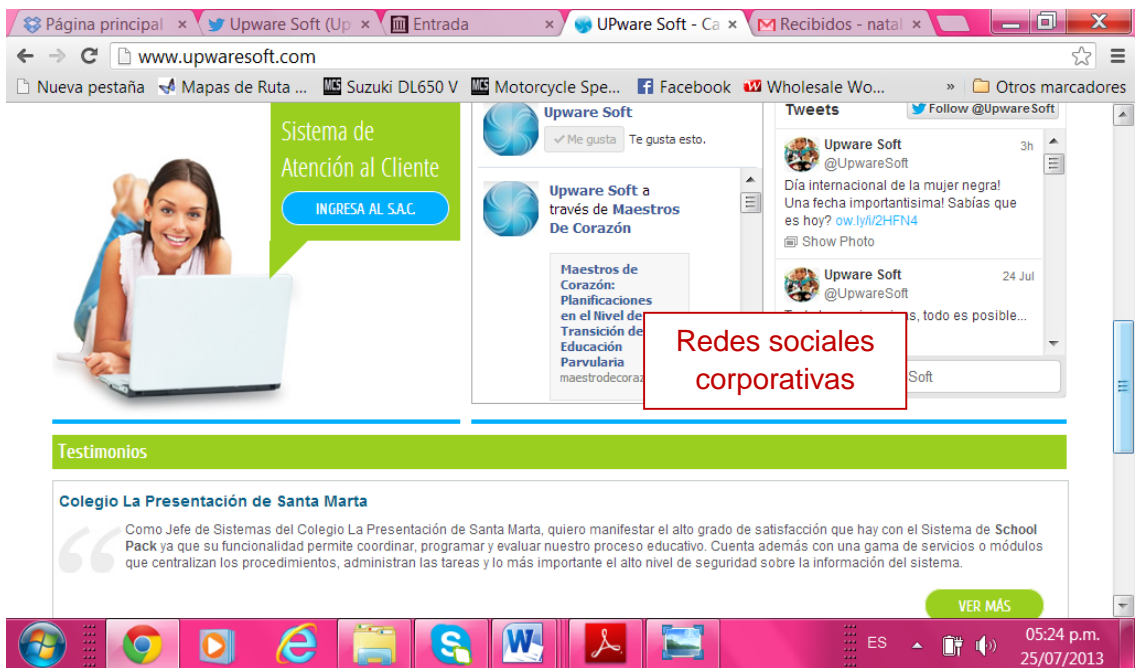 Página principal
Upware Soft (Up
Entrada
UPware Soft - Ca
Recibidos - natal
www.upwaresoft.com
Nueva pestaña
Mapas de Ruta ...
Suzuki DL650 V
Motorcycle Spe...
Facebook
Wholesale Wo...
»
Otros marcadores
Sistema de
Atención al Cliente
INGRESA AL S.A.C.
Upware Soft
Me gusta Te gusta esto.
Upware Soft a
través de Maestros
De Corazón
Maestros de
Corazón:
Planificaciones
en el Nivel de
Transición de
Educación
Parvularia
maestrodecoraz
Tweets
Follow @UpwareSoft
Upware Soft 3h
@UpwareSoft
Día internacional de la mujer negra!
Una fecha importantisima! Sabías que
es hoy? ow.ly/i/2HFN4
Show Photo
Upware Soft 24 Jul
@UpwareSoft
todo es posible...
Soft
Redes sociales
corporativas
Testimonios
Colegio La Presentación de Santa Marta
Como Jefe de Sistemas del Colegio La Presentación de Santa Marta, quiero manifestar el alto grado de satisfacción que hay con el Sistema de School
Pack ya que su funcionalidad permite coordinar, programar y evaluar nuestro proceso educativo. Cuenta además con una gama de servicios o módulos
que centralizan los procedimientos, administran las tareas y lo más importante el alto nivel de seguridad sobre la información del sistema.
VER MÁS
ES
05:24 p.m.
25/07/2013